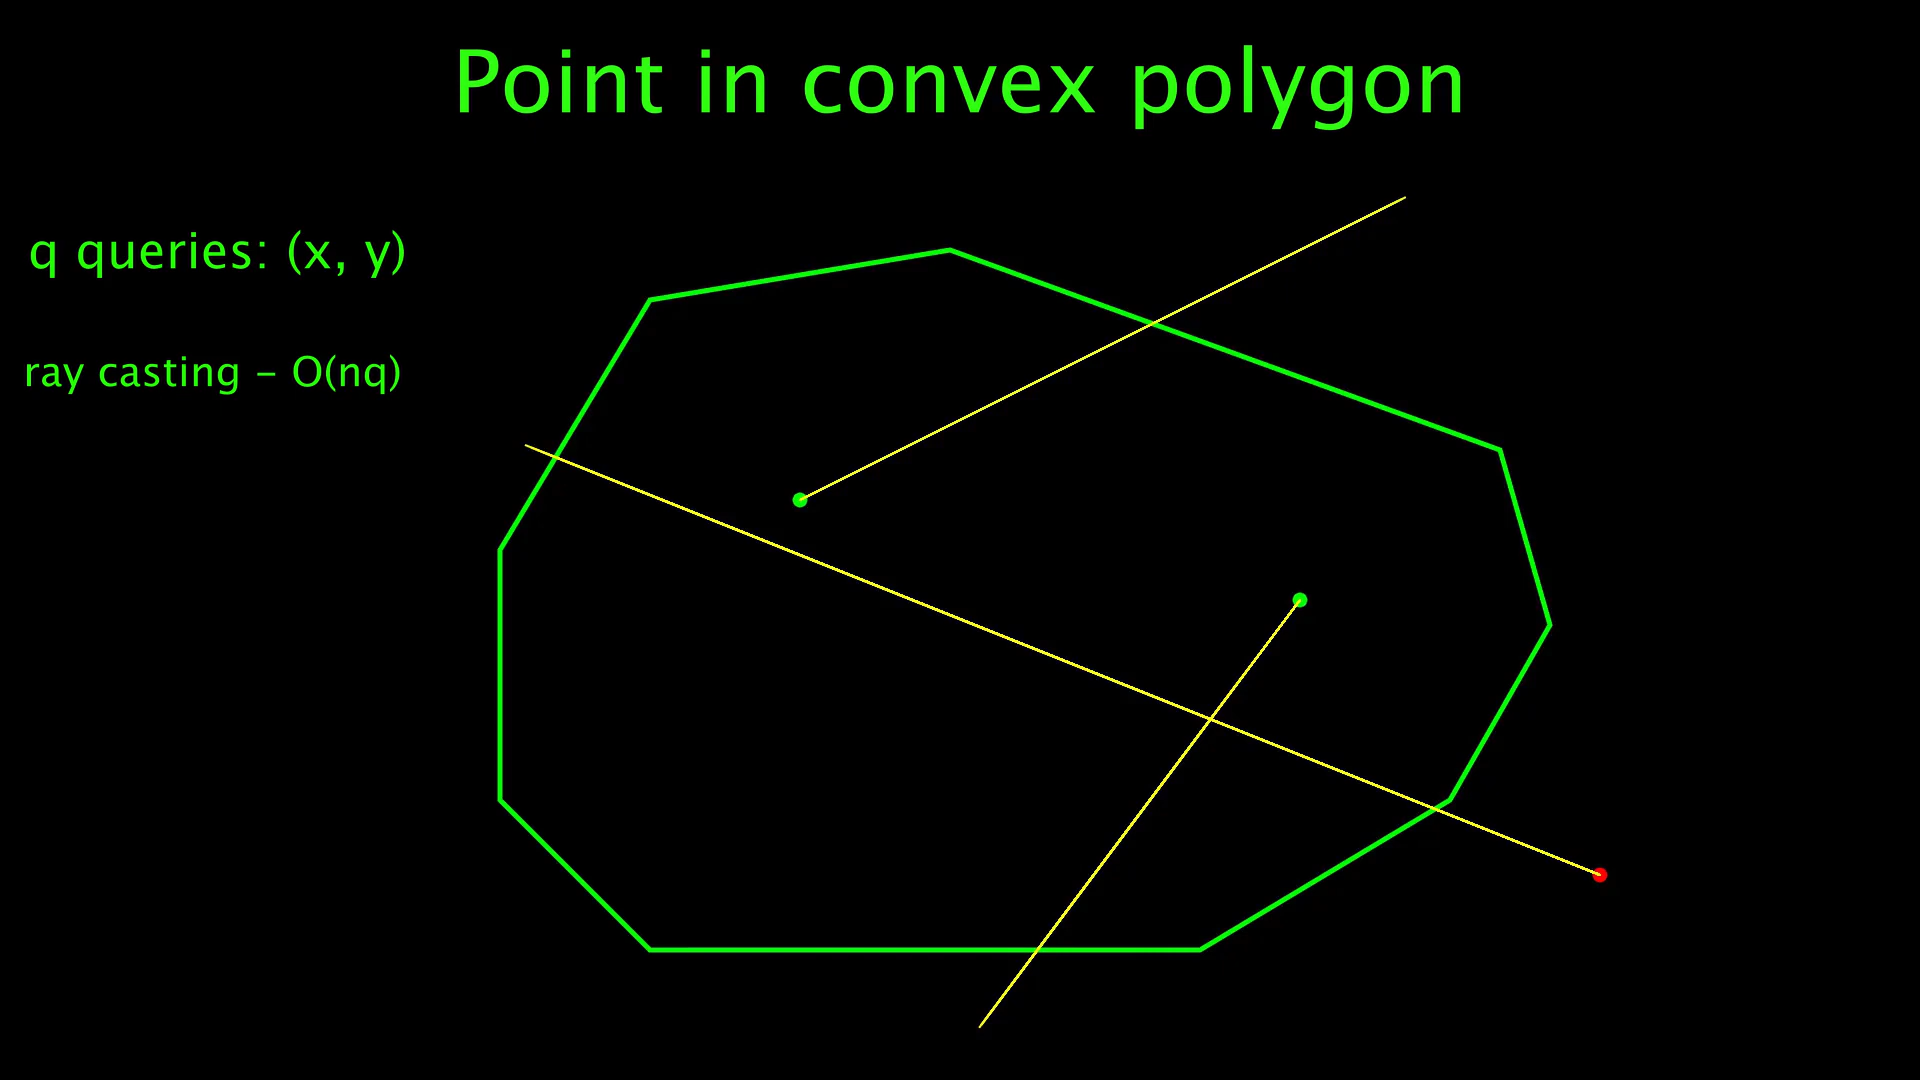 Point in convex polygon
q queries: (x, y)
ray casting - O(nq)